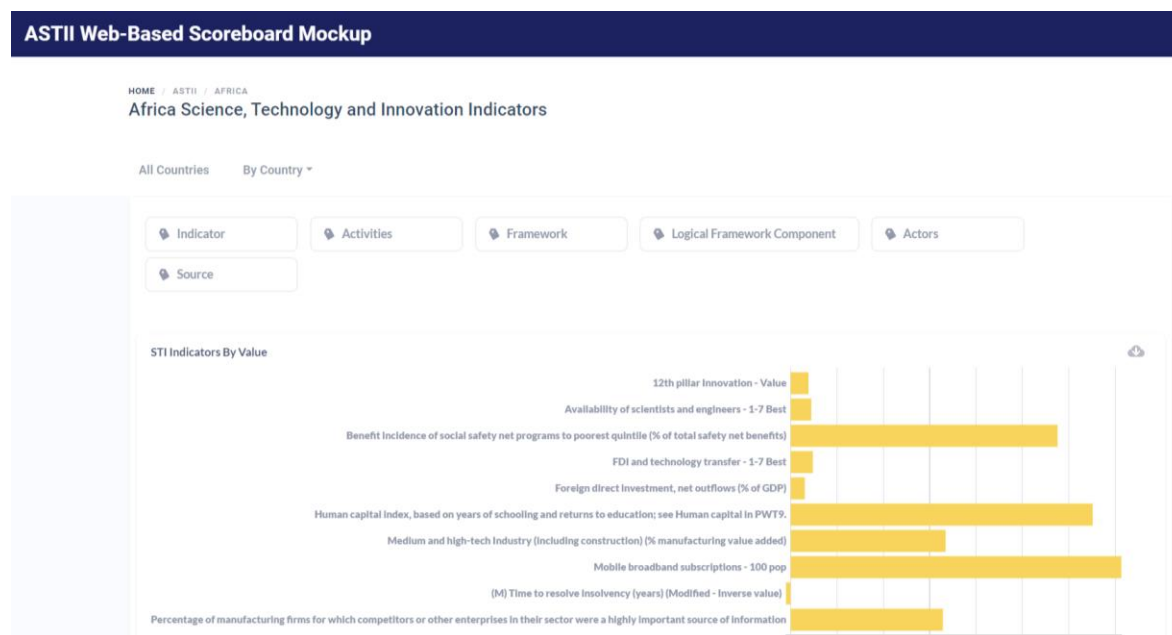 ASTII Web-Based Scoreboard Mockup
HOME / ASTII / AFRICA
Africa Science, Technology and Innovation Indicators
All Countries By Country
Indicator
Activities
Framework
Logical Framework Component
Actors
Source
STI Indicators By Value
12th pillar Innovation - Value
Availability of scientists and engineers - 1-7 Best
Benefit incidence of social safety net programs to poorest quintile (% of total safety net benefits)
FDI and technology transfer - 1-7 Best
Foreign direct investment, net outflows (% of GDP)
Human capital index, based on years of schooling and returns to education; see Human capital in PWT9.
Medium and high-tech Industry (including construction) (% manufacturing value added)
Mobile broadband subscriptions - 100 pop
(M) Time to resolve insolvency (years) (Modified - Inverse value)
Percentage of manufacturing firms for which competitors or other enterprises in their sector were a highly important source of information